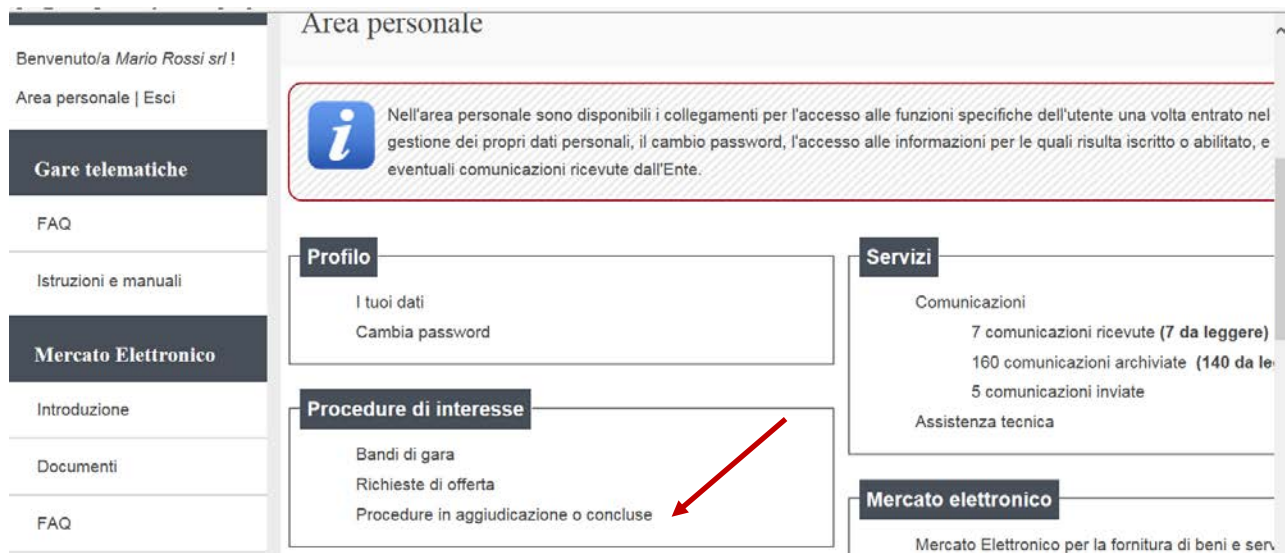 Area personale
Benvenuto/a Mario Rossi srl !
Area personale | Esci
Gare telematiche
FAQ
Istruzioni e manuali
Mercato Elettronico
Introduzione
Documenti
FAQ
Nell'area personale sono disponibili i collegamenti per l'accesso alle funzioni specifiche dell'utente una volta entrato nel
gestione dei propri dati personali, il cambio password, l'accesso alle informazioni per le quali risulta iscritto o abilitato, e
eventuali comunicazioni ricevute dall'Ente.
Profilo
I tuoi dati
Cambia password
Procedure di interesse
Bandi di gara
Richieste di offerta
Procedure in aggiudicazione o concluse
Servizi
Comunicazioni
7 comunicazioni ricevute (7 da leggere)
160 comunicazioni archiviate (140 da
5 comunicazioni inviate
Assistenza tecnica
Mercato elettronico
Mercato Elettronico per la fornitura di beni e